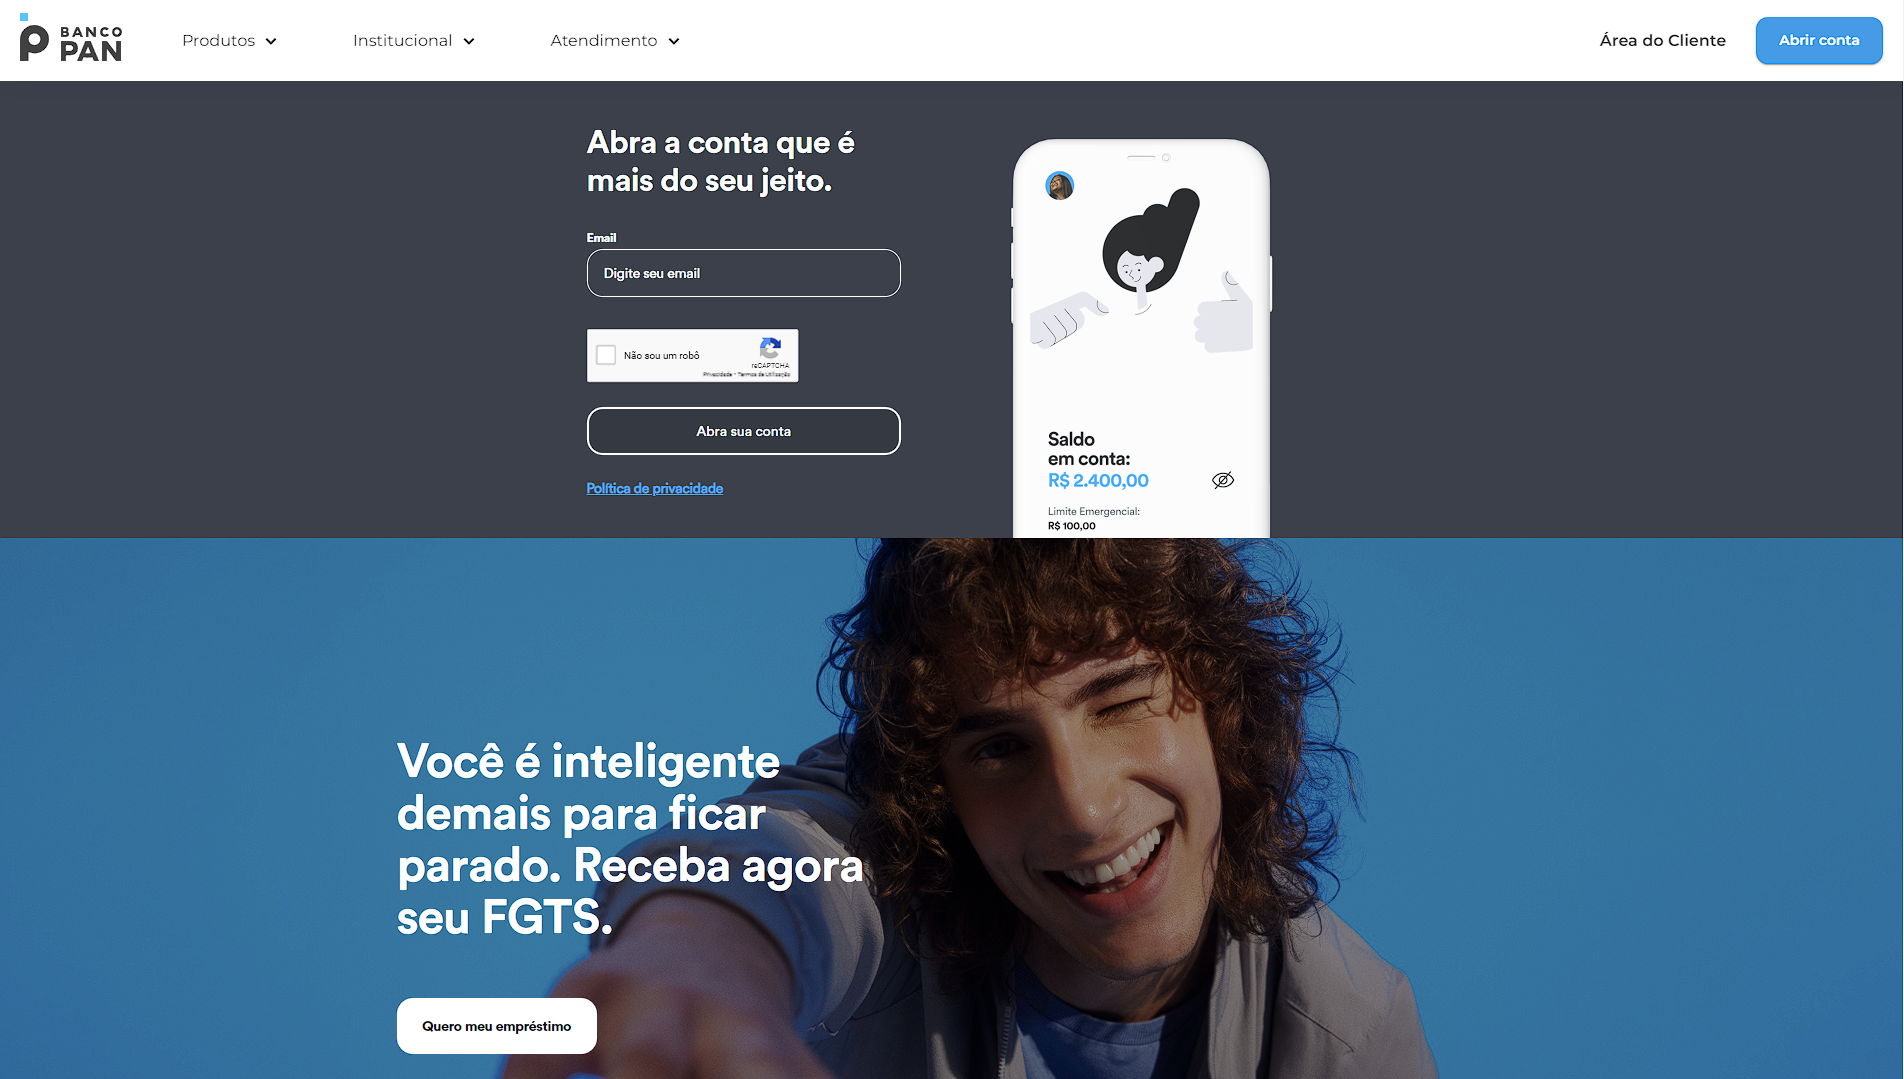 BANCO
PAN
Produtos
Institucional
Atendimento
Área do Cliente
Abrir conta
Abra a conta que é
mais do seu jeito.
Email
Digite seu email
Não sou um robô
reCAPTCHA
Privacidade - Termos de Utilização
Abra sua conta
Política de privacidade
Saldo
em conta:
R$ 2.400,00
Limite Emergencial:
R$ 100,00
Você é inteligente
demais para ficar
parado. Receba agora
seu FGTS.
Quero meu empréstimo